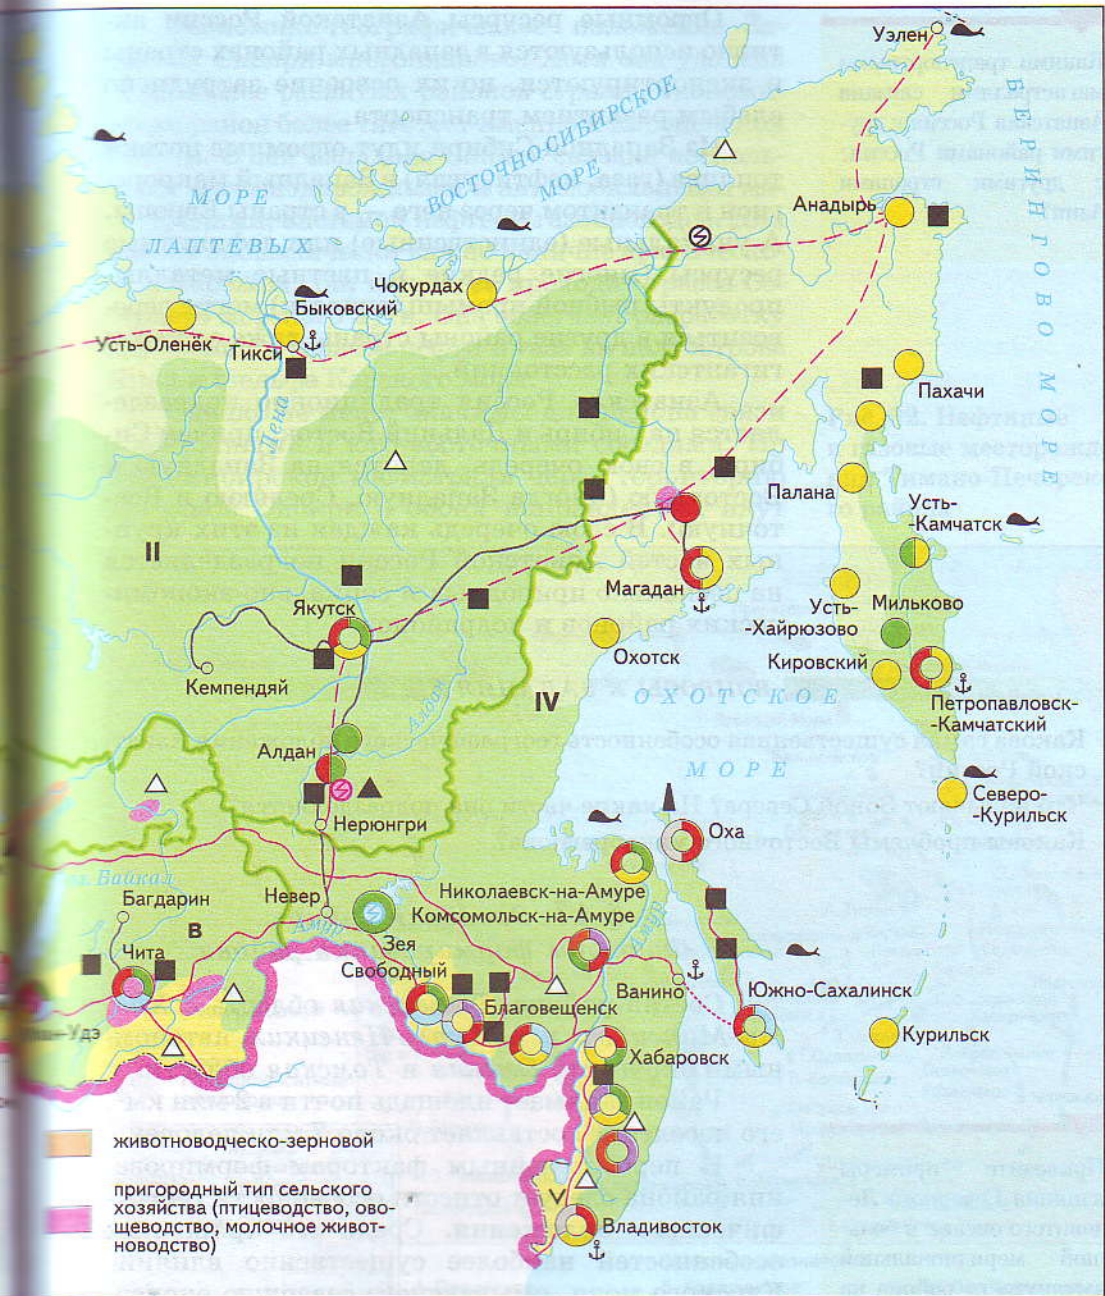 Уэлен
БЕРИНГОВО МОРЕ
ВОСТОЧНО-СИБИРСКОЕ
МОРЕ
МОРЕ
ЛАПТЕВЫХ
Анадырь
Чокурдах
Быковский
Усть-Оленёк
Тикси
Лена
Пахачи
Палана
Усть-
-Камчатск
II
Магадан
Якутск
Усть-
-Хайрюзово
Мильково
Охотск
Кировский
Кемпендяй
Алдан
IV
ОХОТСКОЕ
МОРЕ
Петропавловск-
-Камчатский
Алдан
Северо-
-Курильск
Нерюнгри
Оха
оз. Байкал
Багдарин
Невер
Николаевск-на-Амуре
Комсомольск-на-Амуре
Амур
Амур
В
Зея
Чита
Свободный
Ванино
Южно-Сахалинск
Благовещенск
-Удэ
Хабаровск
Курильск
животноводческо-зерновой
пригородный тип сельского
хозяйства (птицеводство, ово-
щеводство, молочное живот-
новодство)
V
Владивосток